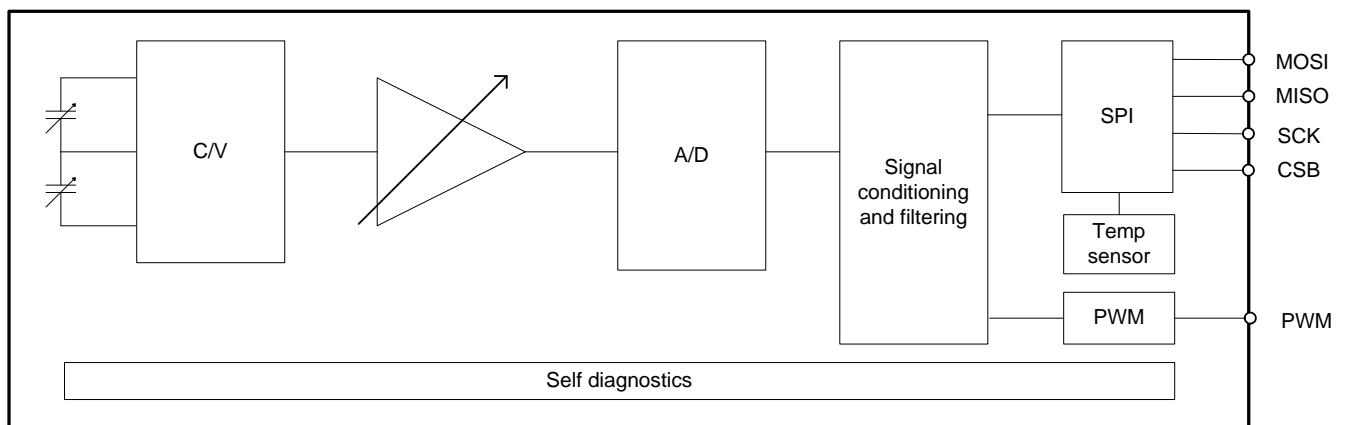 C/V
A/D
Signal
conditioning
and filtering
SPI
MOSI
MISO
SCK
CSB
Temp
sensor
PWM
PWM
Self diagnostics